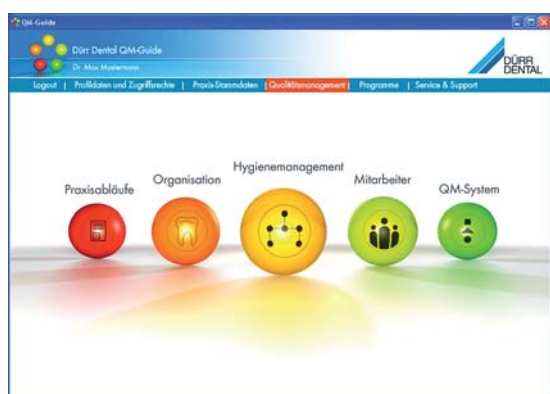 QM-Guide
Dürr Dental QM-Guide
Dr. Max Mustermann
DÜRR
DENTAL
Logout | Profildaten und Zugriffsrechte | Praxis-Stammdaten | Qualitätsmanagement | Programme | Service & Support
Praxisabläufe
Organisation
Hygienemanagement
Mitarbeiter
QM-System